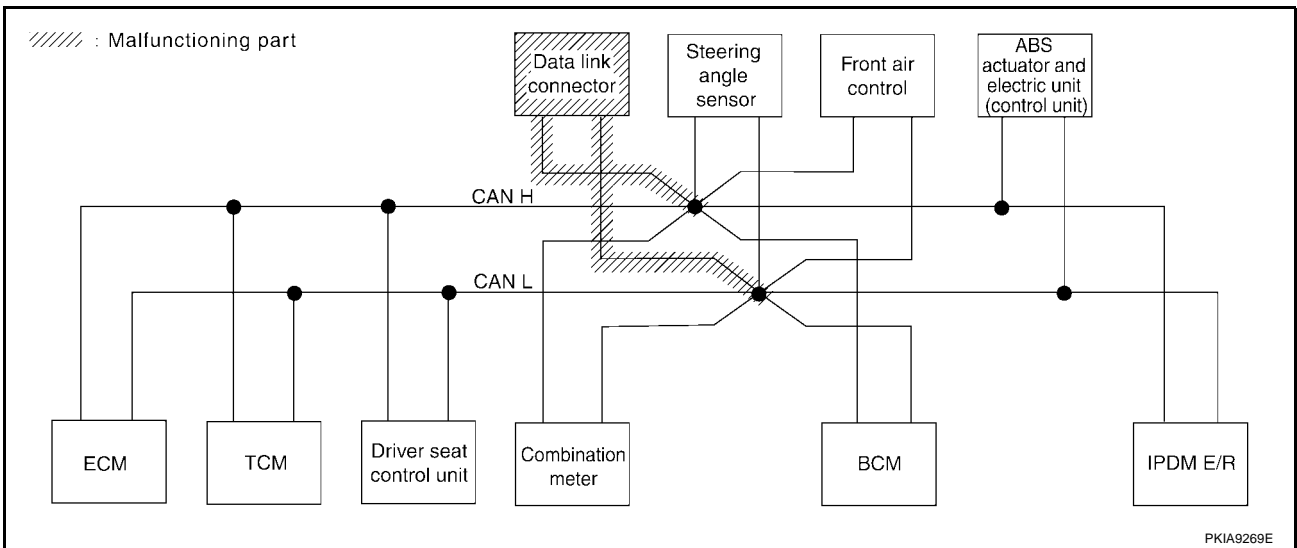 : Malfunctioning part
Data link
connector
Steering
angle
sensor
Front air
control
ABS
actuator and
electric unit
(control unit)
CAN H
CAN L
ECM
TCM
Driver seat
control unit
Combination
meter
BCM
IPDM E/R
PKIA9269E